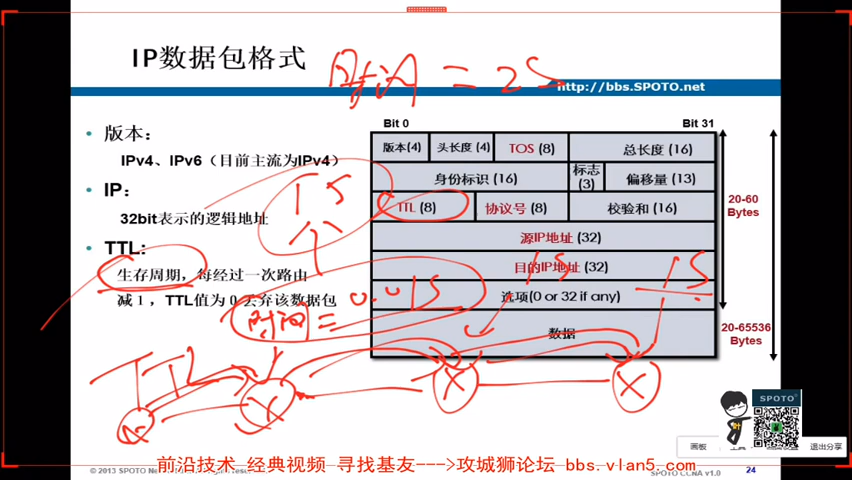 IP数据包格式
时间 = 25
http://bbs.SPOTO.net
• 版本：
IPv4、IPv6（目前主流为IPv4）
• IP：
32bit表示的逻辑地址
• TTL:
生存周期，每经过一次路由
减1，TTL值为0丢弃该数据包
15
个
时间 = 0.015
TTL
Bit 0 Bit 31
版本(4) 头长度(4) TOS (8) 总长度 (16)
身份标识 (16) 标志 (3) 偏移量 (13)
TTL (8) 协议号 (8) 校验和 (16)
源IP地址 (32)
目的IP地址 (32)
选项(0 or 32 if any)
数据
20-60
Bytes
20-65536
Bytes
15
15
SPOTO
画板
退出分享
前沿技术 经典视频 寻找基友--->攻城狮论坛 bbs.vlan5.com
© 2013 SPOTO
SPOTO CCNA v1.0
24